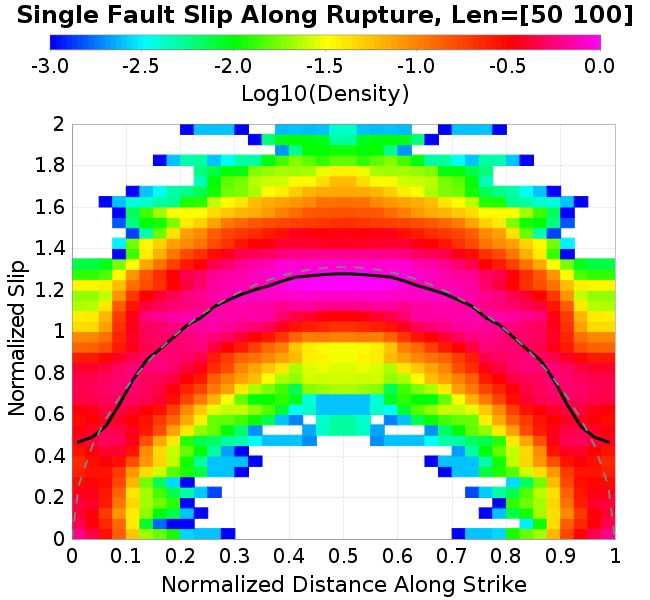 Single Fault Slip Along Rupture, Len=[50 100]
-3.0 -2.5 -2.0 -1.5 -1.0 -0.5 0.0
Log10(Density)
2
1.8
1.6
1.4
1.2
1
0.8
0.6
0.4
0.2
0
Normalized Slip
0 0.1 0.2 0.3 0.4 0.5 0.6 0.7 0.8 0.9 1
Normalized Distance Along Strike